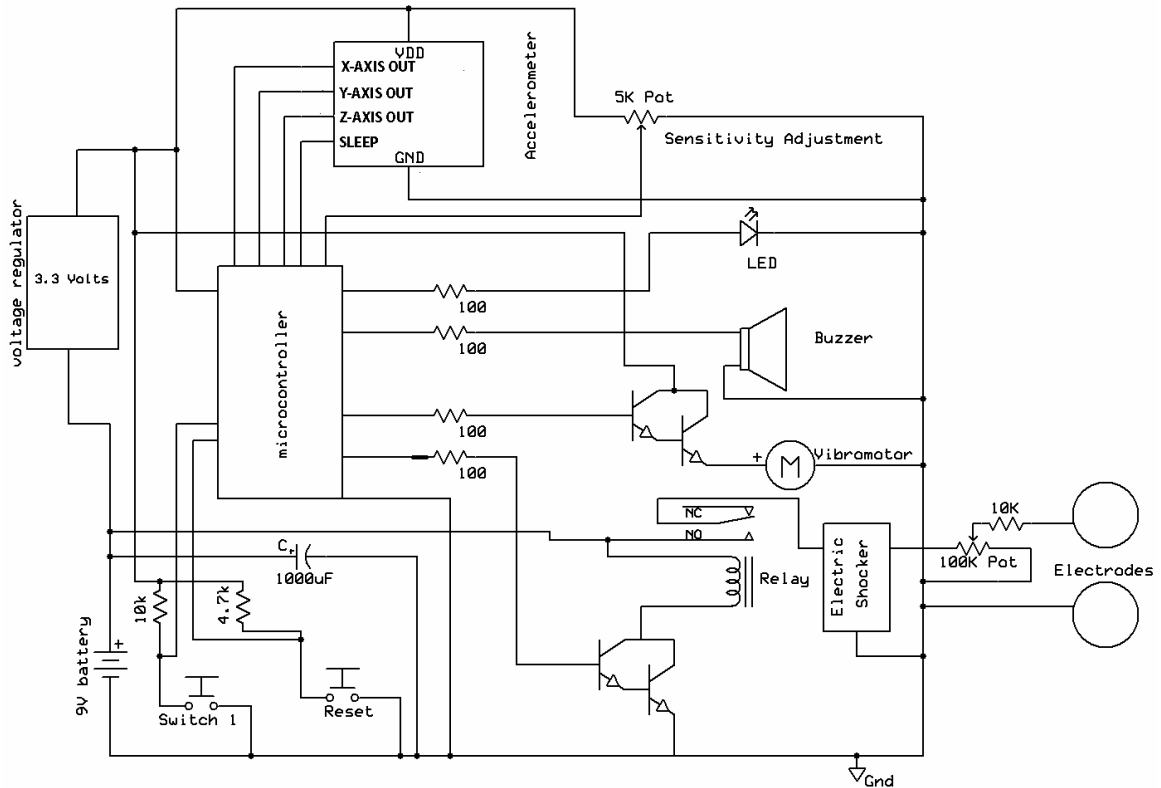 VDD
X-AXIS OUT
Y-AXIS OUT
Z-AXIS OUT
SLEEP
GND
Accelerometer
5K Pot
Sensitivity Adjustment
voltage regulator
3.3 Volts
LED
100
microcontroller
100
Buzzer
100
100
+
M
Vibromotor
NC
NO
10K
C
+
1000uF
Relay
Electric
Shocker
100K Pot
Electrodes
10k
4.7k
9V battery
+
Switch 1
Reset
Gnd